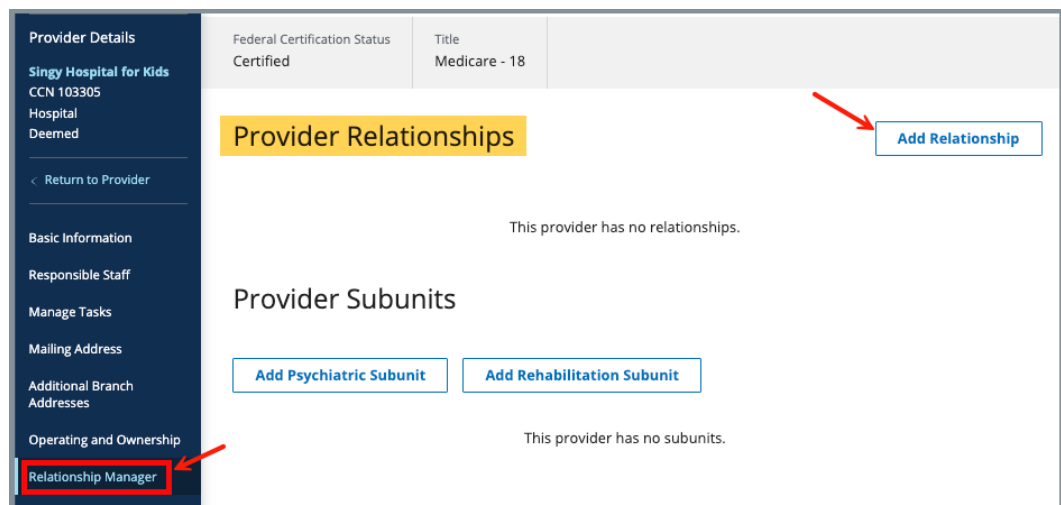 Provider Details
Singy Hospital for Kids
CCN 103305
Hospital
Deemed
< Return to Provider
Basic Information
Responsible Staff
Manage Tasks
Mailing Address
Additional Branch
Addresses
Operating and Ownership
Relationship Manager
Federal Certification Status
Certified
Title
Medicare - 18
Provider Relationships
Add Relationship
This provider has no relationships.
Provider Subunits
Add Psychiatric Subunit
Add Rehabilitation Subunit
This provider has no subunits.